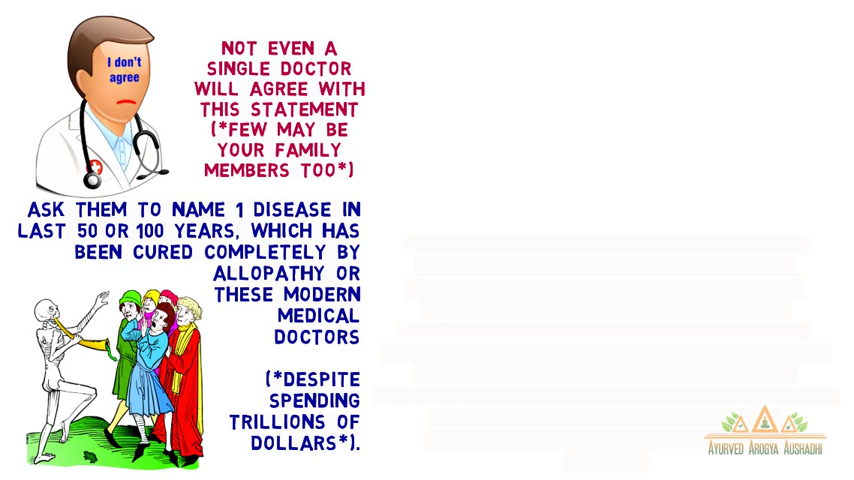 I don't
agree
NOT EVEN A
SINGLE DOCTOR
WILL AGREE WITH
THIS STATEMENT
(*FEW MAY BE
YOUR FAMILY
MEMBERS TOO*)
ASK THEM TO NAME 1 DISEASE IN
LAST 50 OR 100 YEARS, WHICH HAS
BEEN CURED COMPLETELY BY
ALLOPATHY OR
THESE MODERN
MEDICAL
DOCTORS
(*DESPITE
SPENDING
TRILLIONS OF
DOLLARS*).
AYURVED AROGYA AUSHADHI